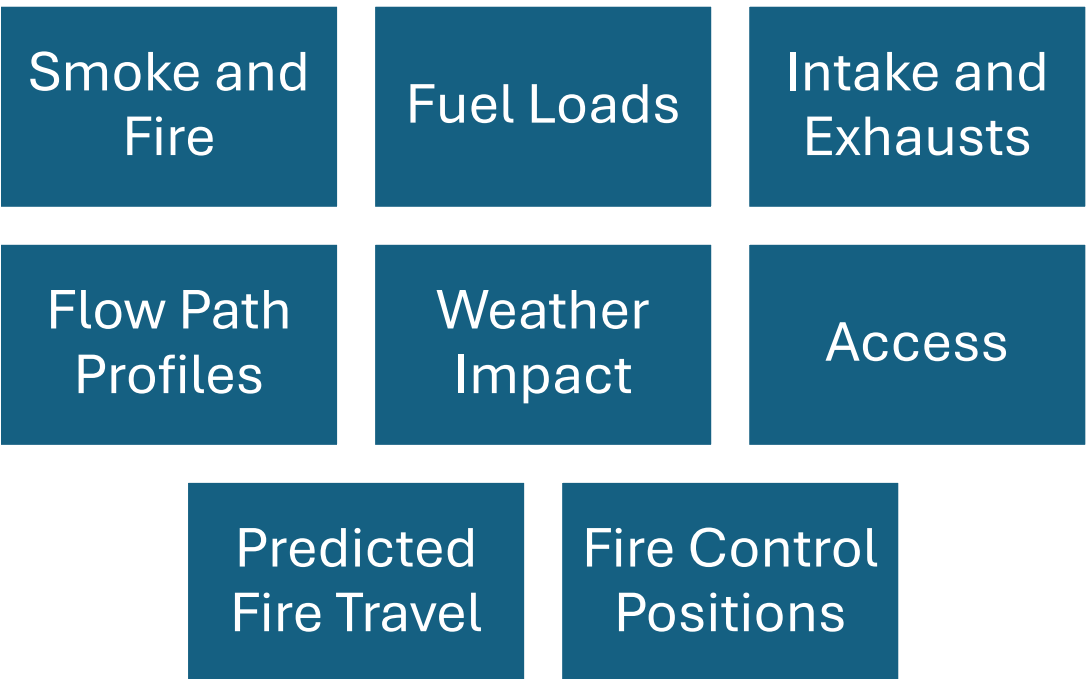 Smoke and
Fire
Fuel Loads
Intake and
Exhausts
Flow Path
Profiles
Weather
Impact
Access
Predicted
Fire Travel
Fire Control
Positions